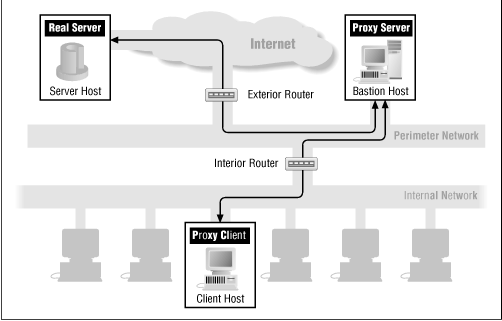 Real Server
Server Host
Internet
Proxy Server
Bastion Host
Exterior Router
Perimeter Network
Interior Router
Internal Network
Proxy Client
Client Host